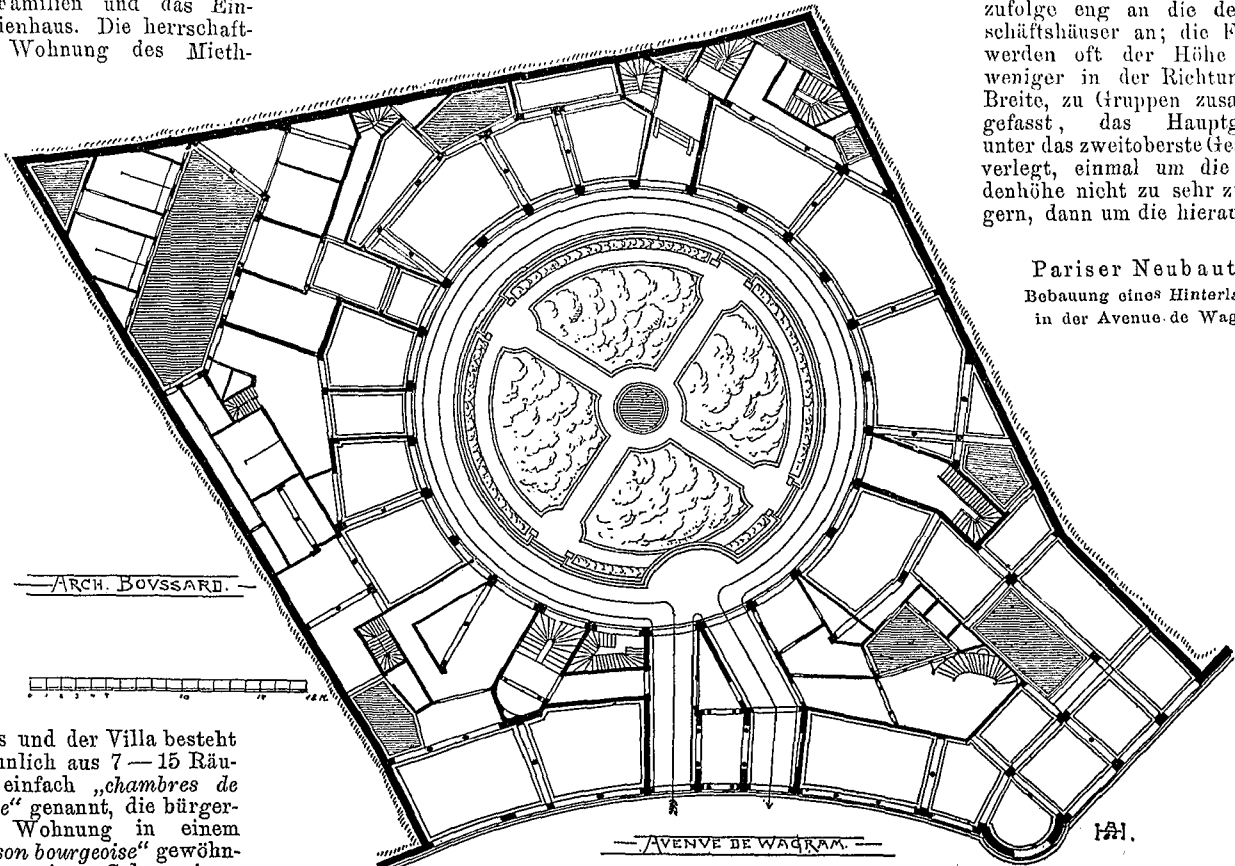 Familien und das Ein-
ienhaus. Die herrschaft-
Wohnung des Mieth-
zufolge eng an die de
schäftshäuser an; die F
werden oft der Höhe
weniger in der Richtun
Breite, zu Gruppen zusa
gefasst, das Hauptg
unter das zweitoberste Ge
verlegt, einmal um die
denhöhe nicht zu sehr z
gern, dann um die hierau
Pariser Neubaut
Bebauung eines Hinterla
in der Avenue de Wag
ARCH. BOVSSARD.
s und der Villa besteht
nnlich aus 7—15 Räu-
einfach „chambres de
e“ genannt, die bürger-
Wohnung in einem
son bourgeoise“ gewöhn-
AVENVE DE WAGRAM.